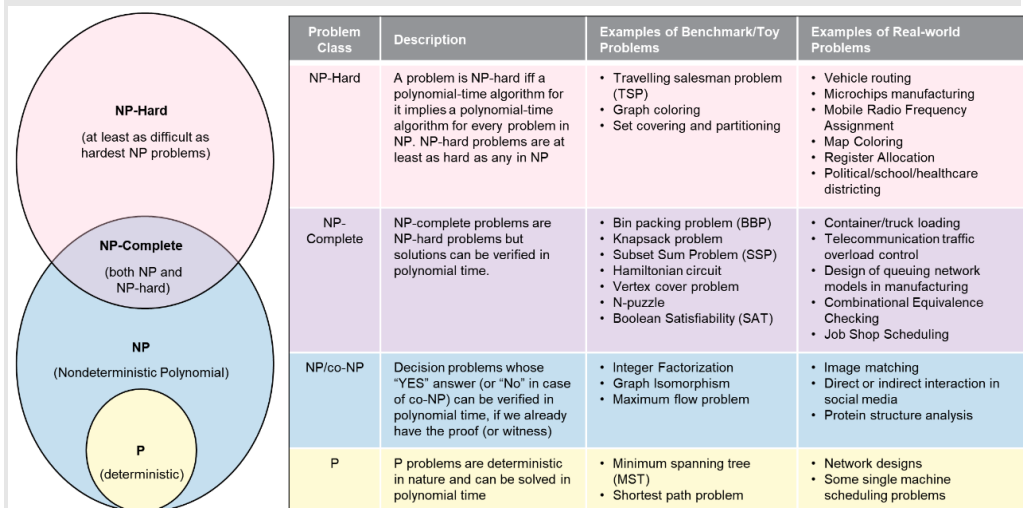 NP-Hard
(at least as difficult as
hardest NP problems)
NP-Complete
(both NP and
NP-hard)
NP
(Nondeterministic Polynomial)
P
(deterministic)
Problem
Class
Description
Examples of Benchmark/Toy
Problems
Examples of Real-world
Problems
NP-Hard
A problem is NP-hard iff a
polynomial-time algorithm for
it implies a polynomial-time
algorithm for every problem in
NP. NP-hard problems are at
least as hard as any in NP
• Travelling salesman problem
(TSP)
• Graph coloring
• Set covering and partitioning
• Vehicle routing
• Microchips manufacturing
• Mobile Radio Frequency
Assignment
• Map Coloring
• Register Allocation
• Political/school/healthcare
districting
NP-
Complete
NP-complete problems are
NP-hard problems but
solutions can be verified in
polynomial time.
• Bin packing problem (BBP)
• Knapsack problem
• Subset Sum Problem (SSP)
• Hamiltonian circuit
• Vertex cover problem
• N-puzzle
• Boolean Satisfiability (SAT)
• Container/truck loading
• Telecommunication traffic
overload control
• Design of queuing network
models in manufacturing
• Combinational Equivalence
Checking
• Job Shop Scheduling
NP/co-NP
Decision problems whose
“YES” answer (or “No” in case
of co-NP) can be verified in
polynomial time, if we already
have the proof (or witness)
• Integer Factorization
• Graph Isomorphism
• Maximum flow problem
• Image matching
• Direct or indirect interaction in
social media
• Protein structure analysis
P
P problems are deterministic
in nature and can be solved in
polynomial time
• Minimum spanning tree
(MST)
• Shortest path problem
• Network designs
• Some single machine
scheduling problems